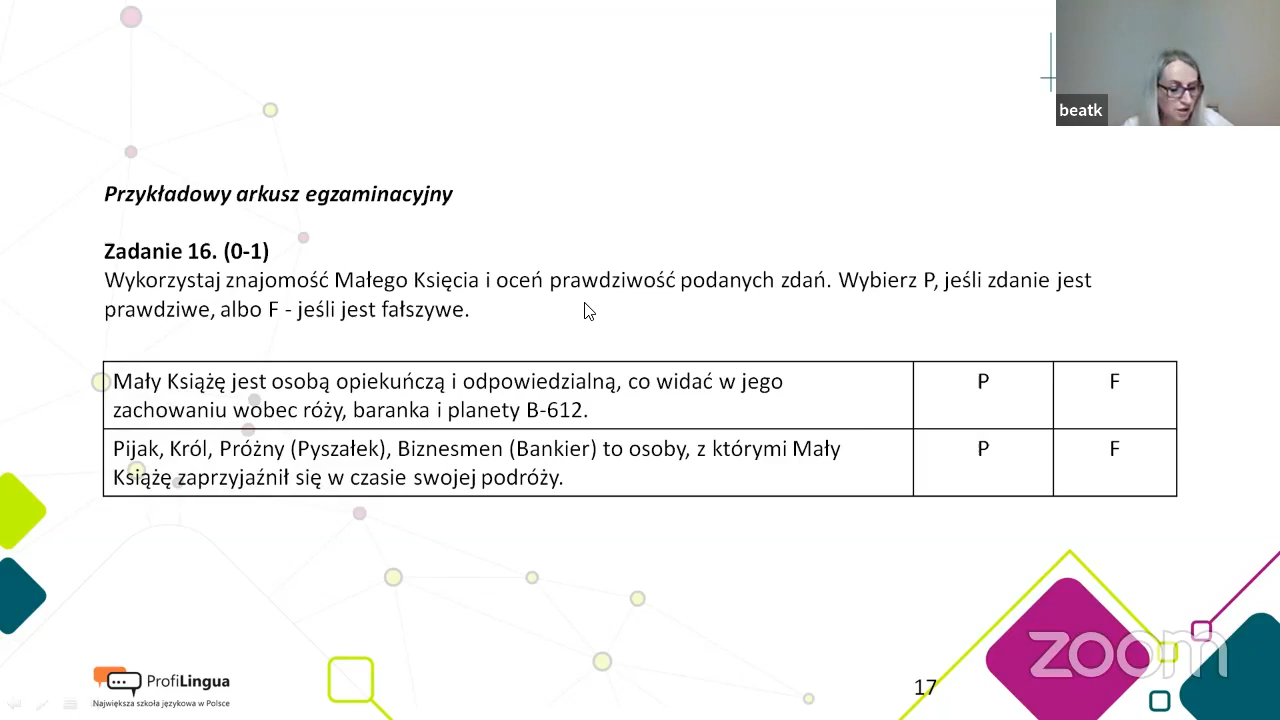 beatk
Przykładowy arkusz egzaminacyjny
Zadanie 16. (0-1)
Wykorzystaj znajomość Małego Księcia i oceń prawdziwość podanych zdań. Wybierz P, jeśli zdanie jest
prawdziwe, albo F - jeśli jest fałszywe.
Mały Książę jest osobą opiekuńczą i odpowiedzialną, co widać w jego
zachowaniu wobec róży, baranka i planety B-612.
P
F
Pijak, Król, Próżny (Pyszałek), Biznesmen (Bankier) to osoby, z którymi Mały
Książę zaprzyjaźnił się w czasie swojej podróży.
P
F
ProfiLingua
Największa szkoła językowa w Polsce
17
zoom